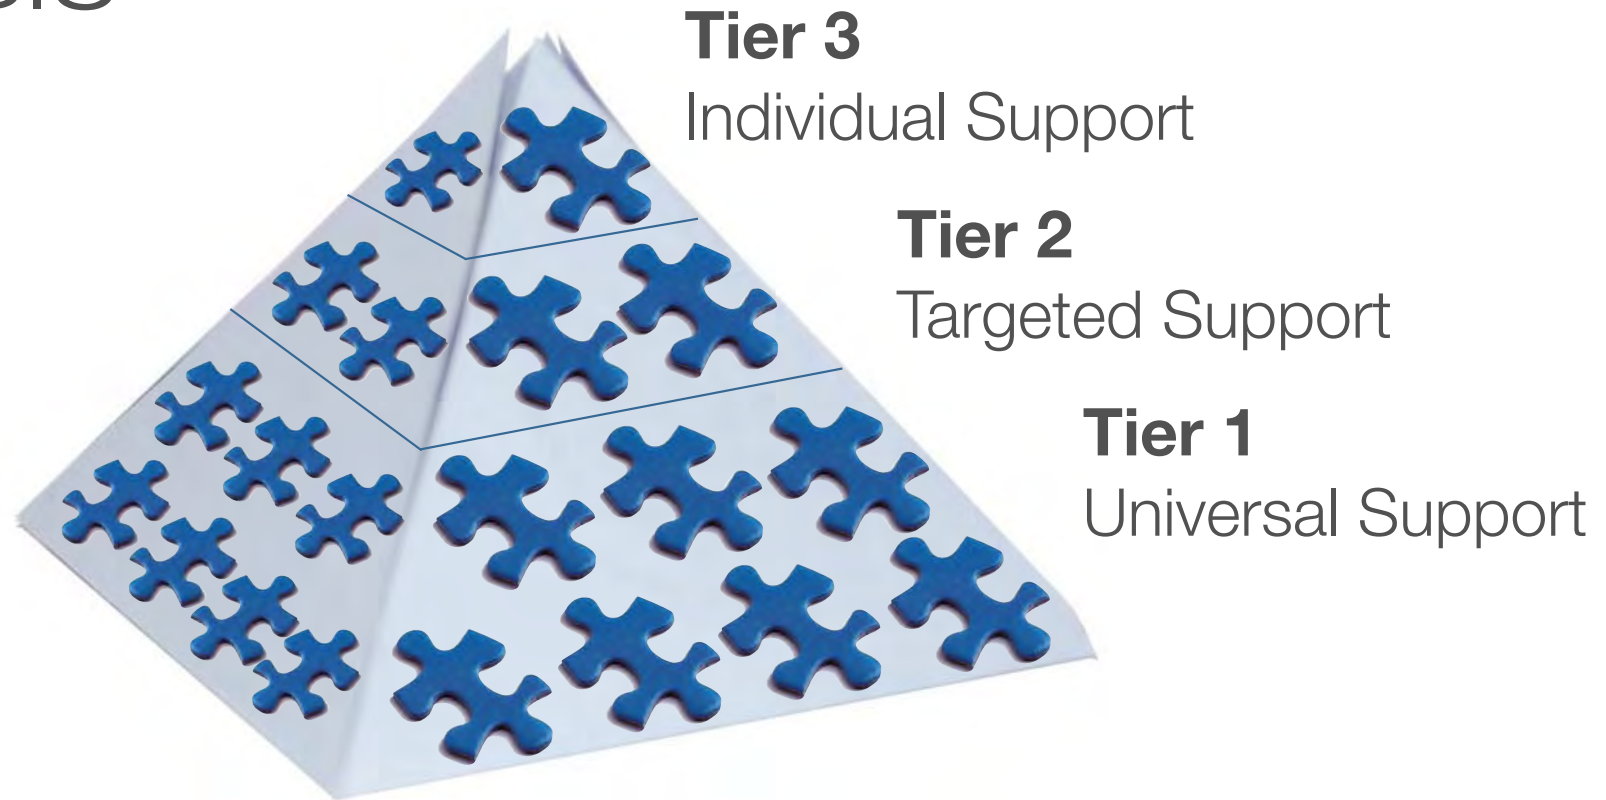 Tier 3
Individual Support
Tier 2
Targeted Support
Tier 1
Universal Support